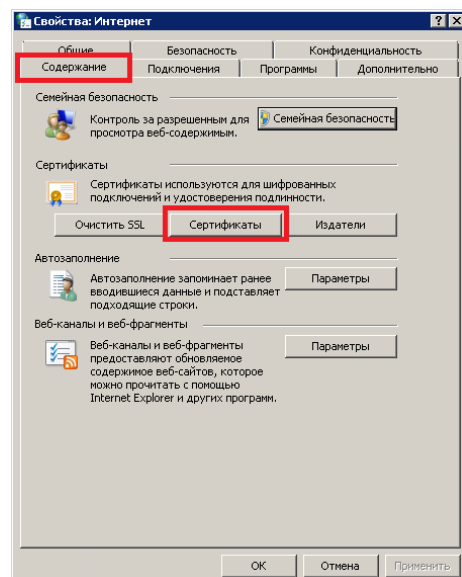 Свойства: Интернет
Общие Безопасность Конфиденциальность
Содержание Подключения Программы Дополнительно
Семейная безопасность
Контроль за разрешенным для
просмотра веб-содержимым.
Семейная безопасность
Сертификаты
Сертификаты используются для шифрованных
подключений и удостоверения подлинности.
Очистить SSL Сертификаты Издатели
Автозаполнение
Автозаполнение запоминает ранее
вводившиеся данные и подставляет
подходящие строки.
Параметры
Веб-каналы и веб-фрагменты
Веб-каналы и веб-фрагменты
предоставляют обновляемое
содержимое веб-сайтов, которое
можно прочитать с помощью
Internet Explorer и других программ.
Параметры
ОК Отмена Применить